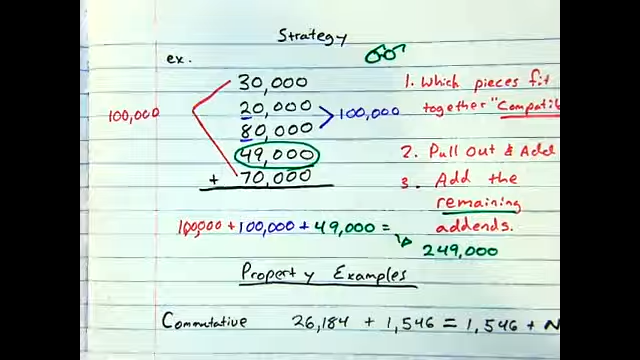 Strategy
ex.
30,000
20,000
80,000
49,000
+ 70,000
100,000
100,000
1. Which pieces fit
together "Compatib
2. Pull Out & Add
3. Add the
remaining
addends.
100,000 + 100,000 + 49,000 =
249,000
Property Examples
Commutative 26,184 + 1,546 = 1,546 + N